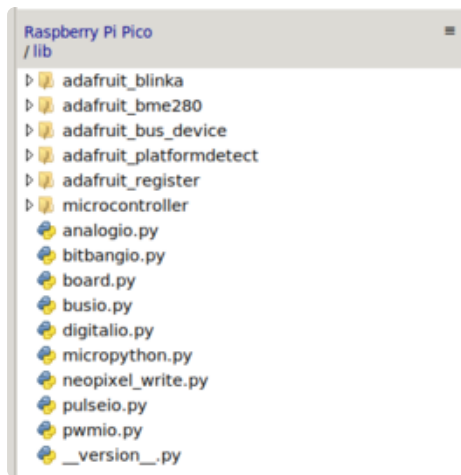 Raspberry Pi Pico
/ lib
adafruit_blinka
adafruit_bme280
adafruit_bus_device
adafruit_platformdetect
adafruit_register
microcontroller
analogio.py
bitbangio.py
board.py
busio.py
digitalio.py
micropython.py
neopixel_write.py
pulseio.py
pwmio.py
__version__.py